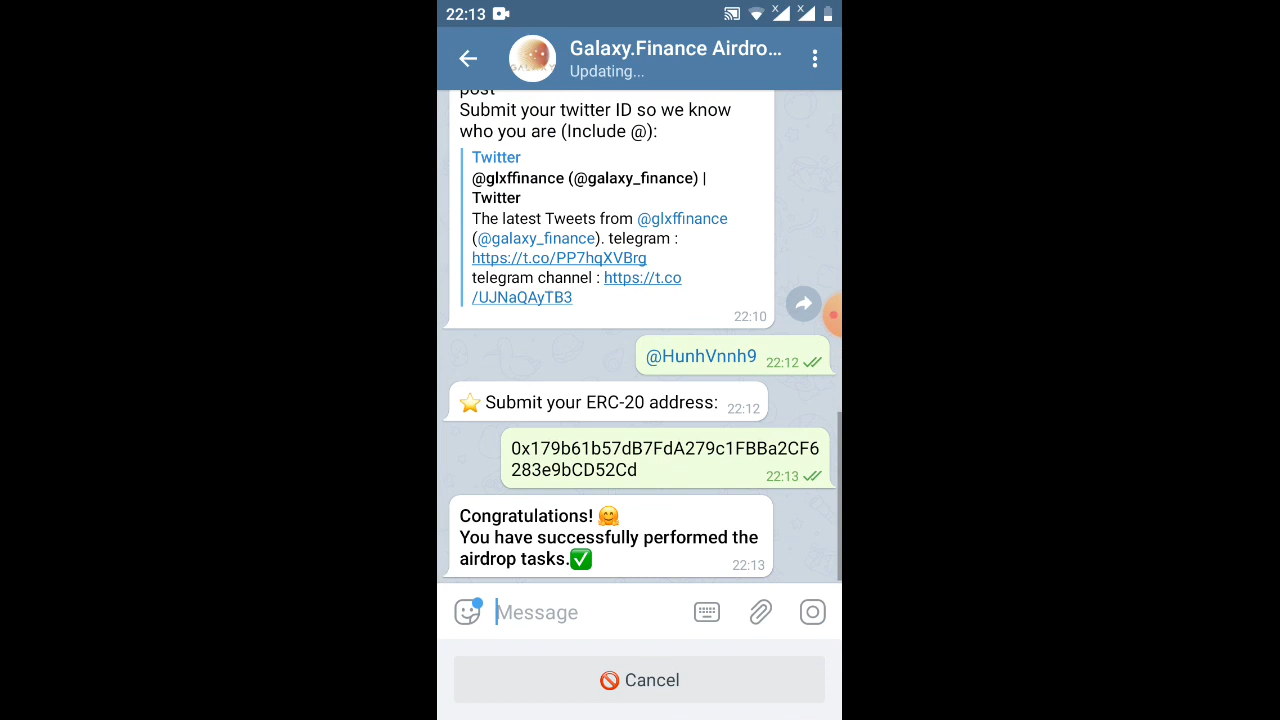 22:13
Galaxy.Finance Airdro...
Updating...
post
Submit your twitter ID so we know
who you are (Include @):
Twitter
@glxffinance (@galaxy_finance) |
Twitter
The latest Tweets from @glxffinance
(@galaxy_finance). telegram :
https://t.co/PP7hqXVBrg
telegram channel : https://t.co
/UJNaQAyTB3
22:10
@HunhVnnh9 22:12
Submit your ERC-20 address: 22:12
0x179b61b57dB7FdA279c1FBBa2CF6
283e9bCD52Cd
22:13
Congratulations!
You have successfully performed the
airdrop tasks.
22:13
Message
Cancel